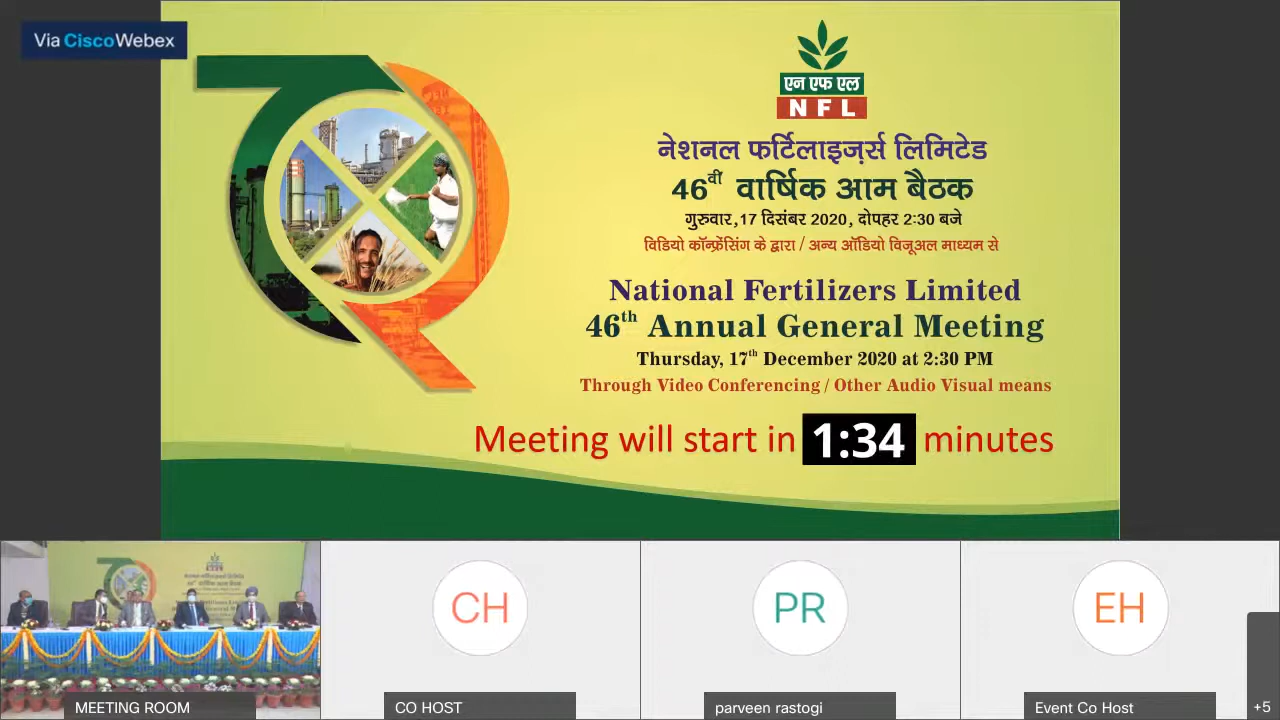 Via CiscoWebex
एन एफ एल
NFL
नेशनल फर्टिलाइज़र्स लिमिटेड
46वीं वार्षिक आम बैठक
गुरुवार,17 दिसंबर 2020, दोपहर 2:30 बजे
विडियो कॉन्फ्रेंसिंग के द्वारा / अन्य ऑडियो विजूअल माध्यम से
National Fertilizers Limited
46th Annual General Meeting
Thursday, 17th December 2020 at 2:30 PM
Through Video Conferencing / Other Audio Visual means
Meeting will start in 1:34 minutes
CH
PR
EH
MEETING ROOM
CO HOST
parveen rastogi
Event Co Host
+5